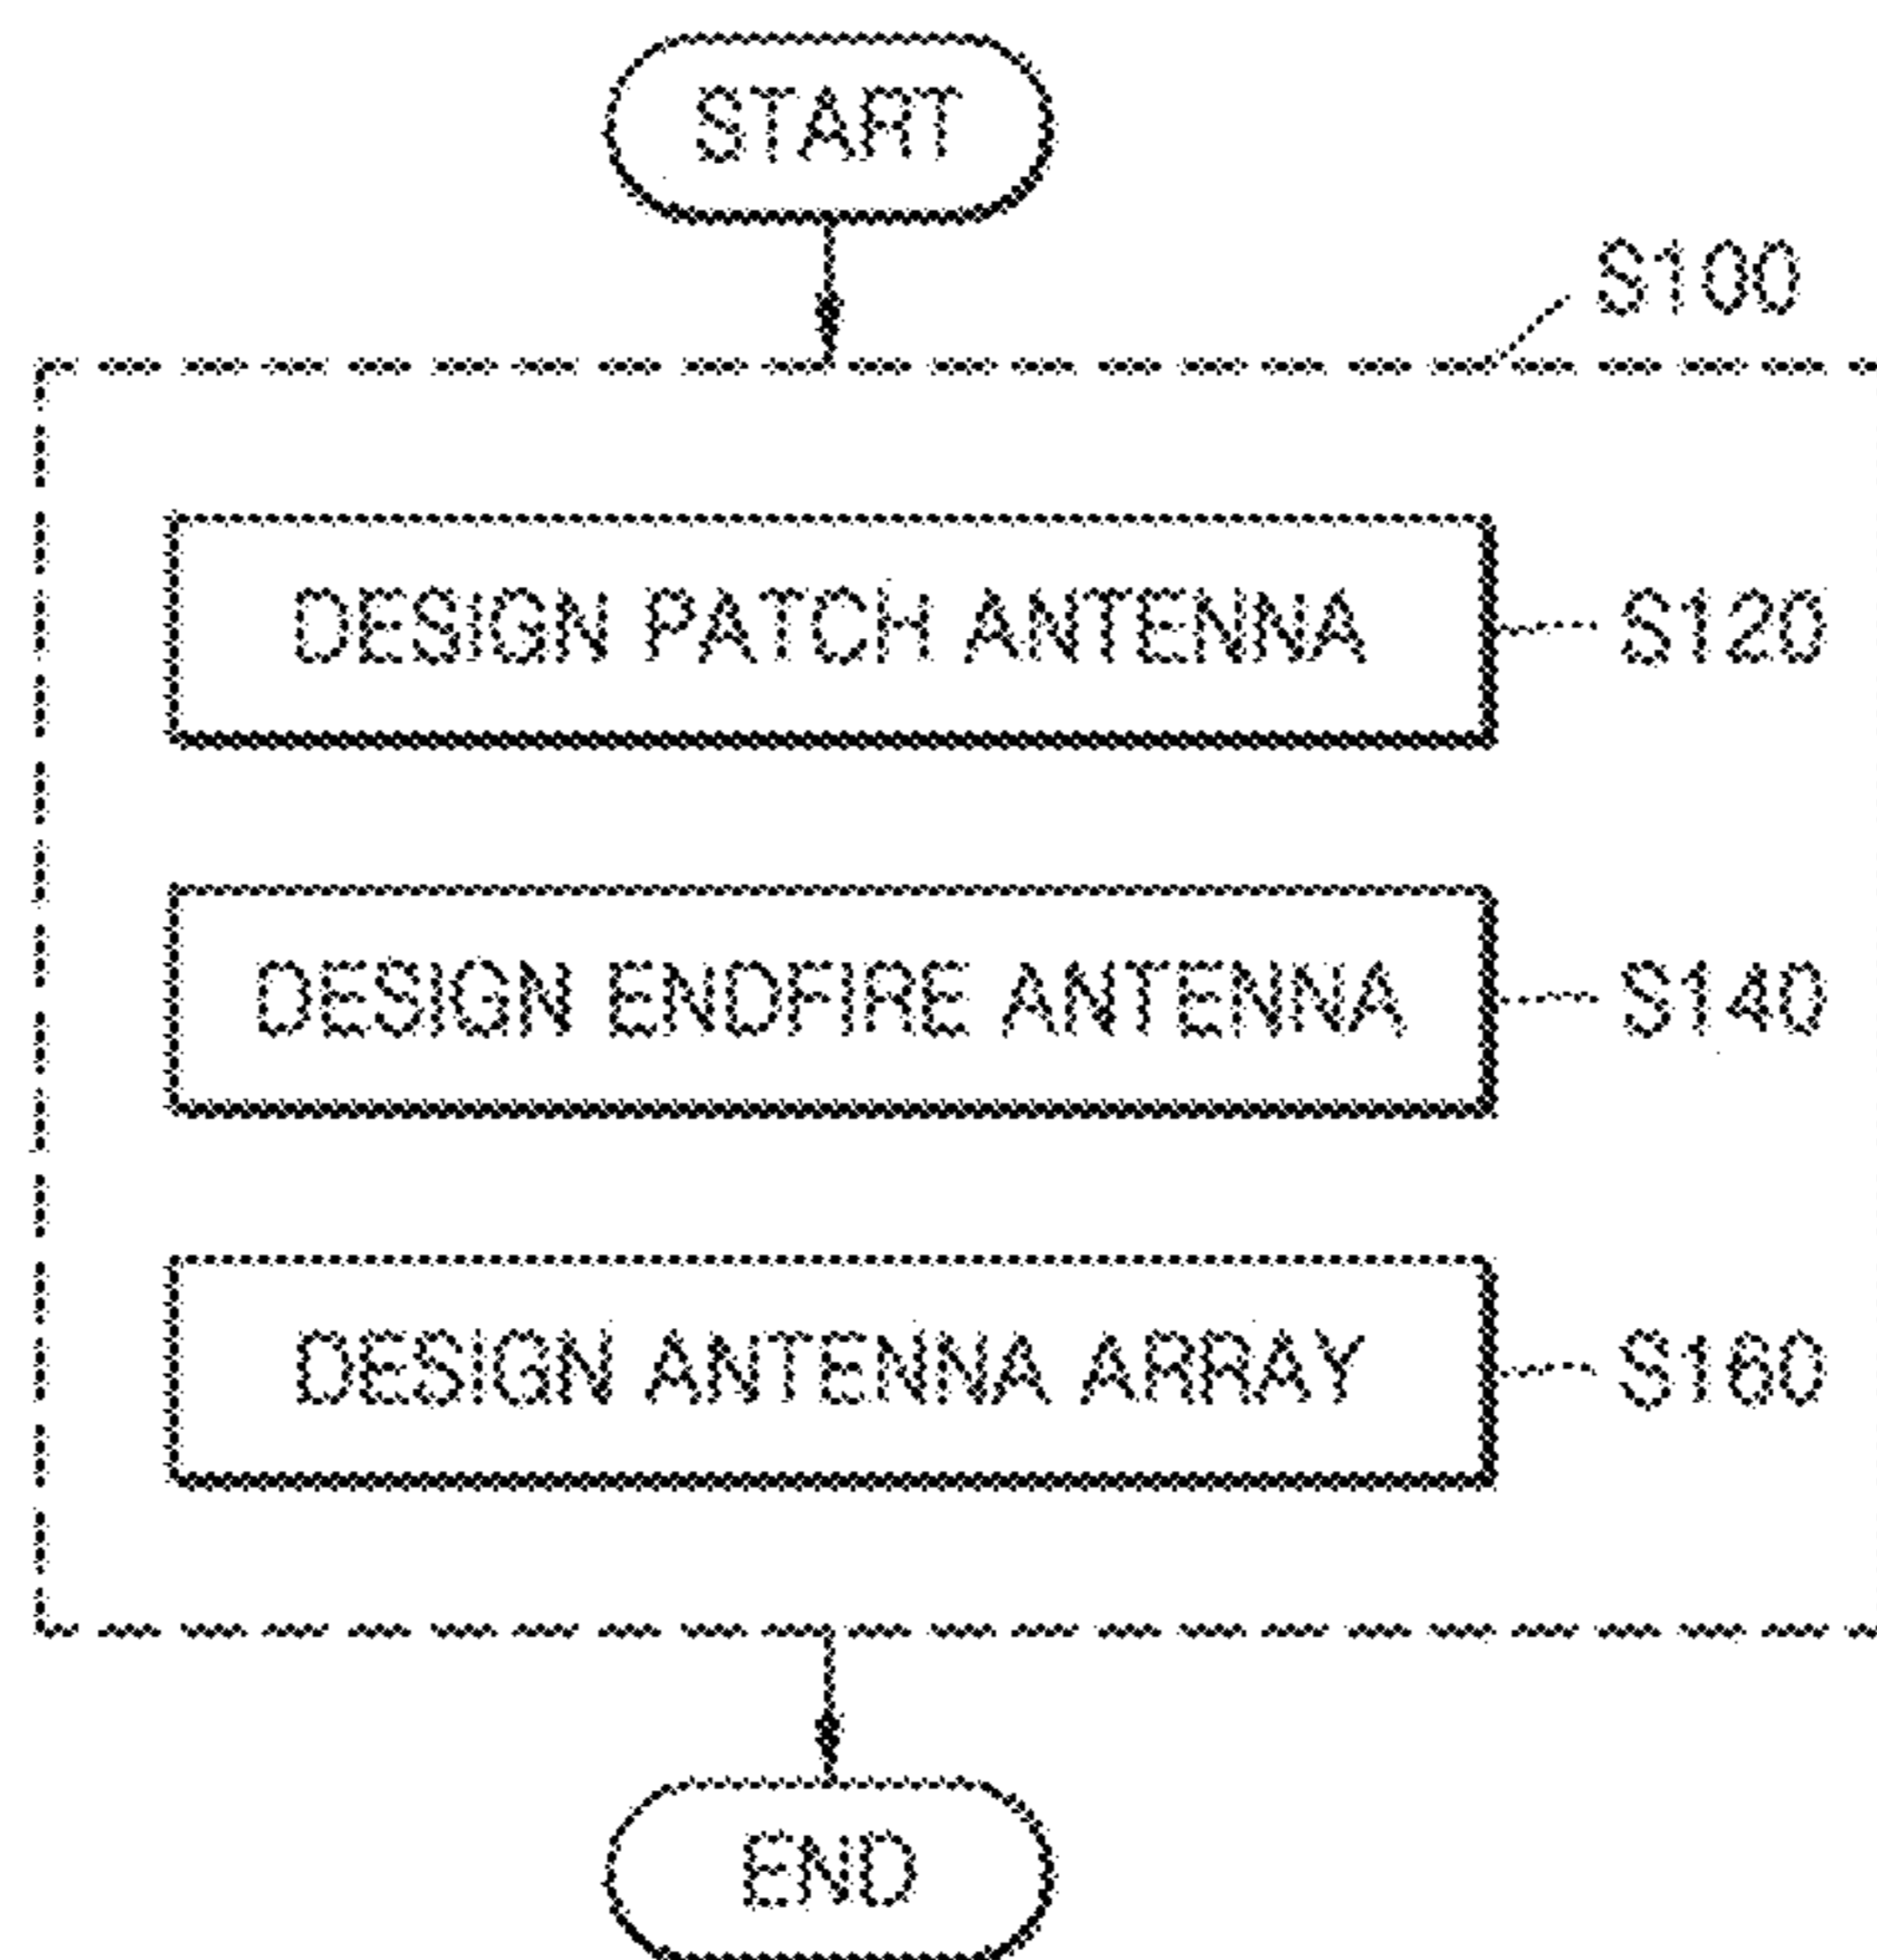 START
S100
DESIGN PATCH ANTENNA S120
DESIGN ENDFIRE ANTENNA S140
DESIGN ANTENNA ARRAY S160
END